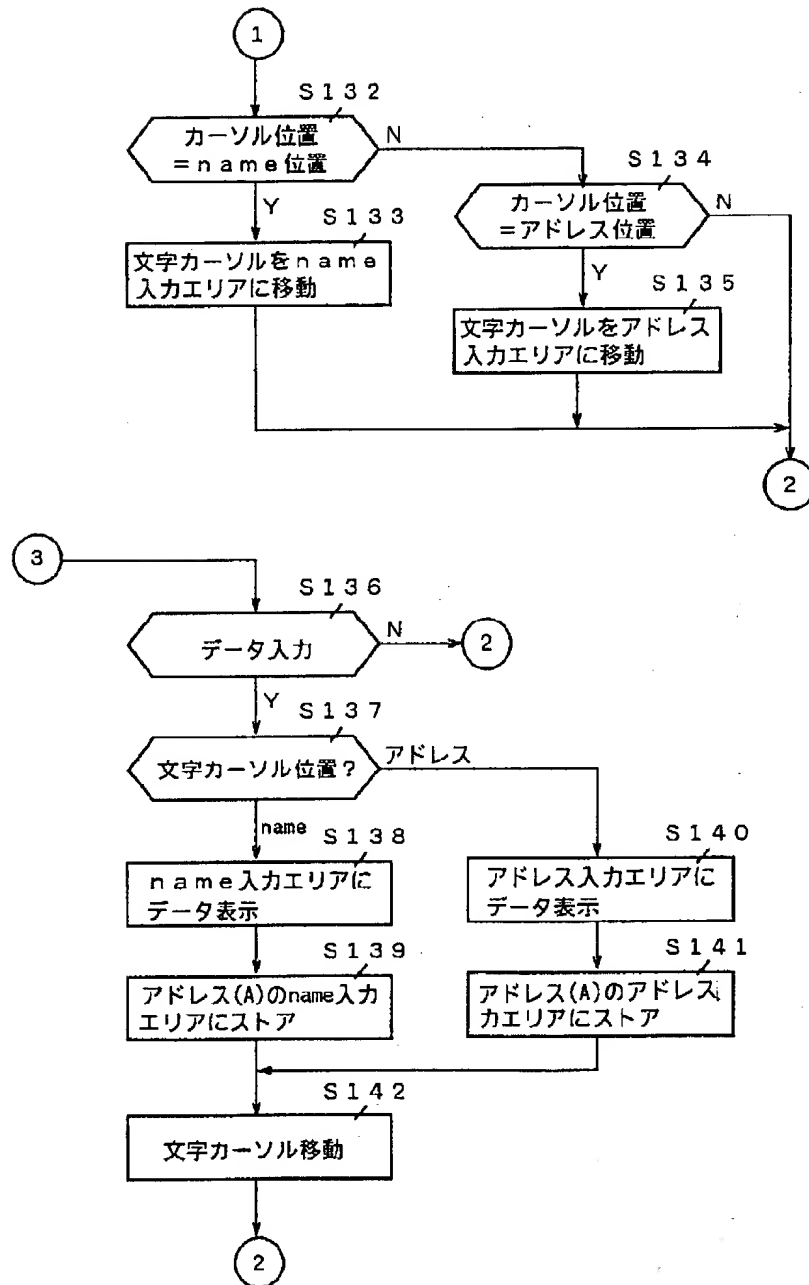 1
S132
カーソル位置
=name位置
N
Y
S133
文字カーソルをname
入力エリアに移動
S134
カーソル位置
=アドレス位置
N
Y
S135
文字カーソルをアドレス
入力エリアに移動
2
3
S136
データ入力
N
2
Y
S137
文字カーソル位置?
アドレス
name
S138
name入力エリアに
データ表示
S139
アドレス(A)のname入力
エリアにストア
S140
アドレス入力エリアに
データ表示
S141
アドレス(A)のアドレス
力エリアにストア
S142
文字カーソル移動
2